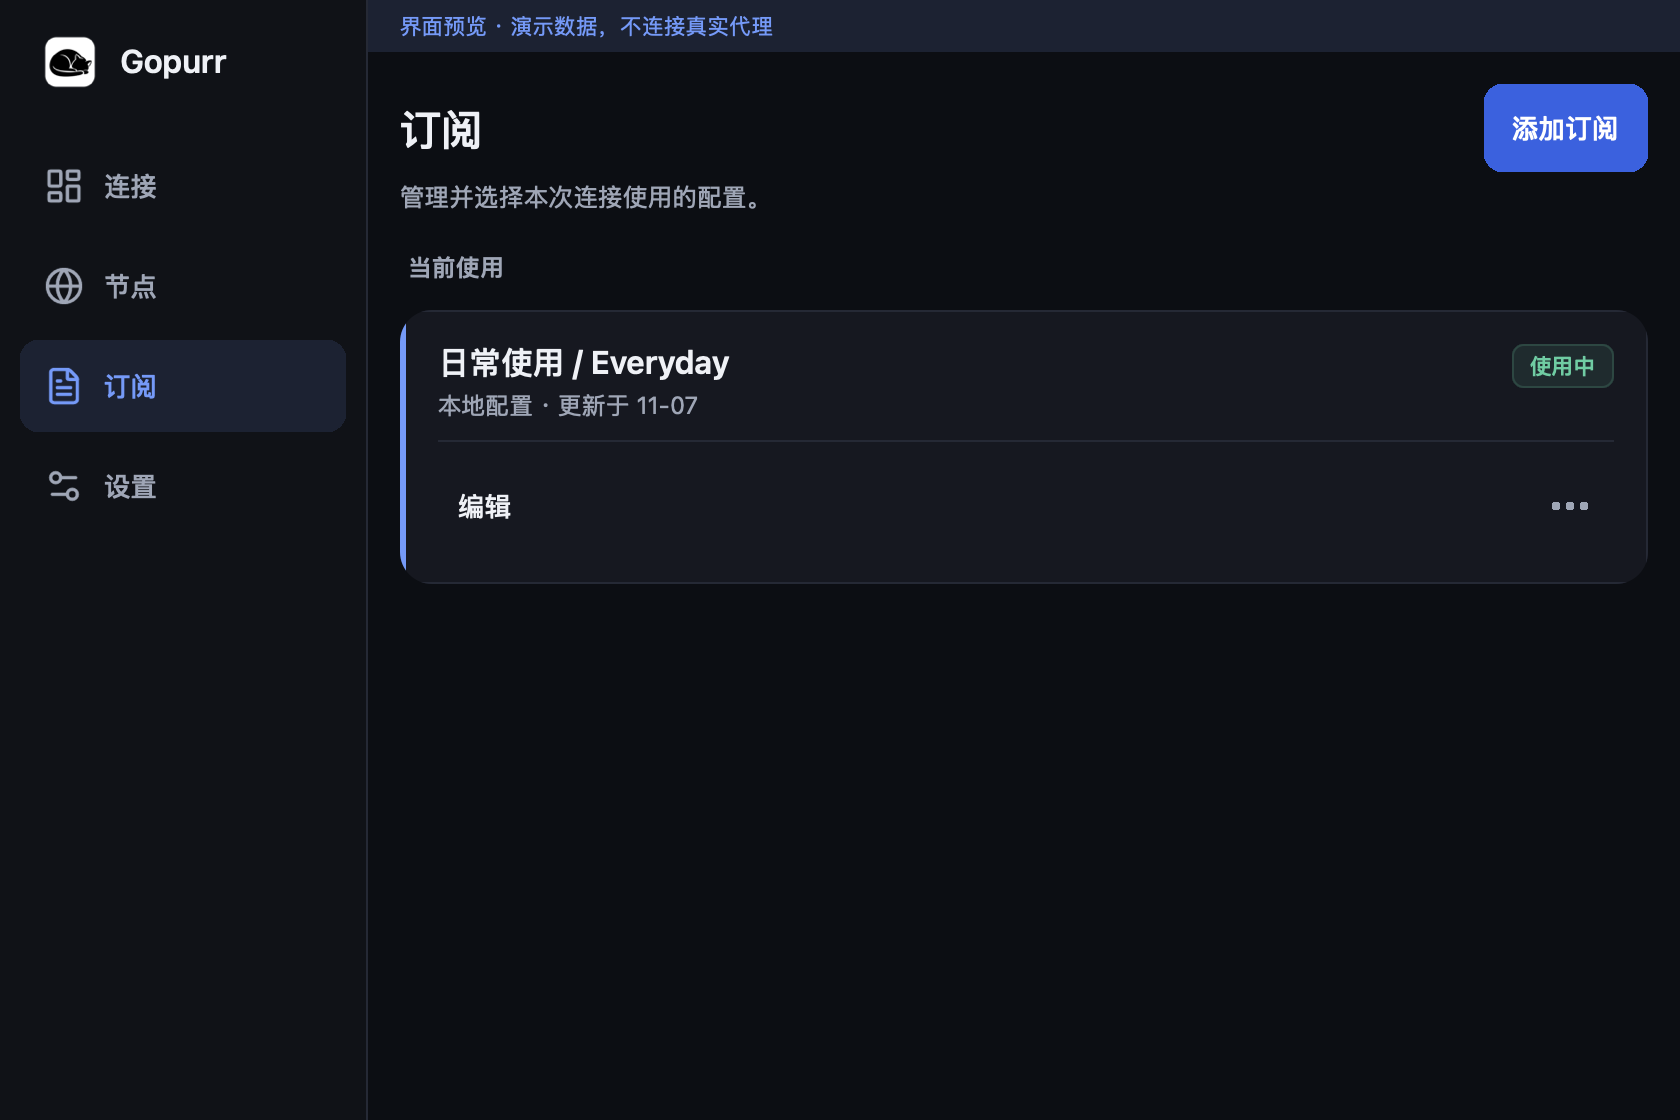 Gopurr
连接
节点
订阅
设置
界面预览 · 演示数据，不连接真实代理
订阅
添加订阅
管理并选择本次连接使用的配置。
当前使用
日常使用 / Everyday
使用中
本地配置 · 更新于 11-07
编辑